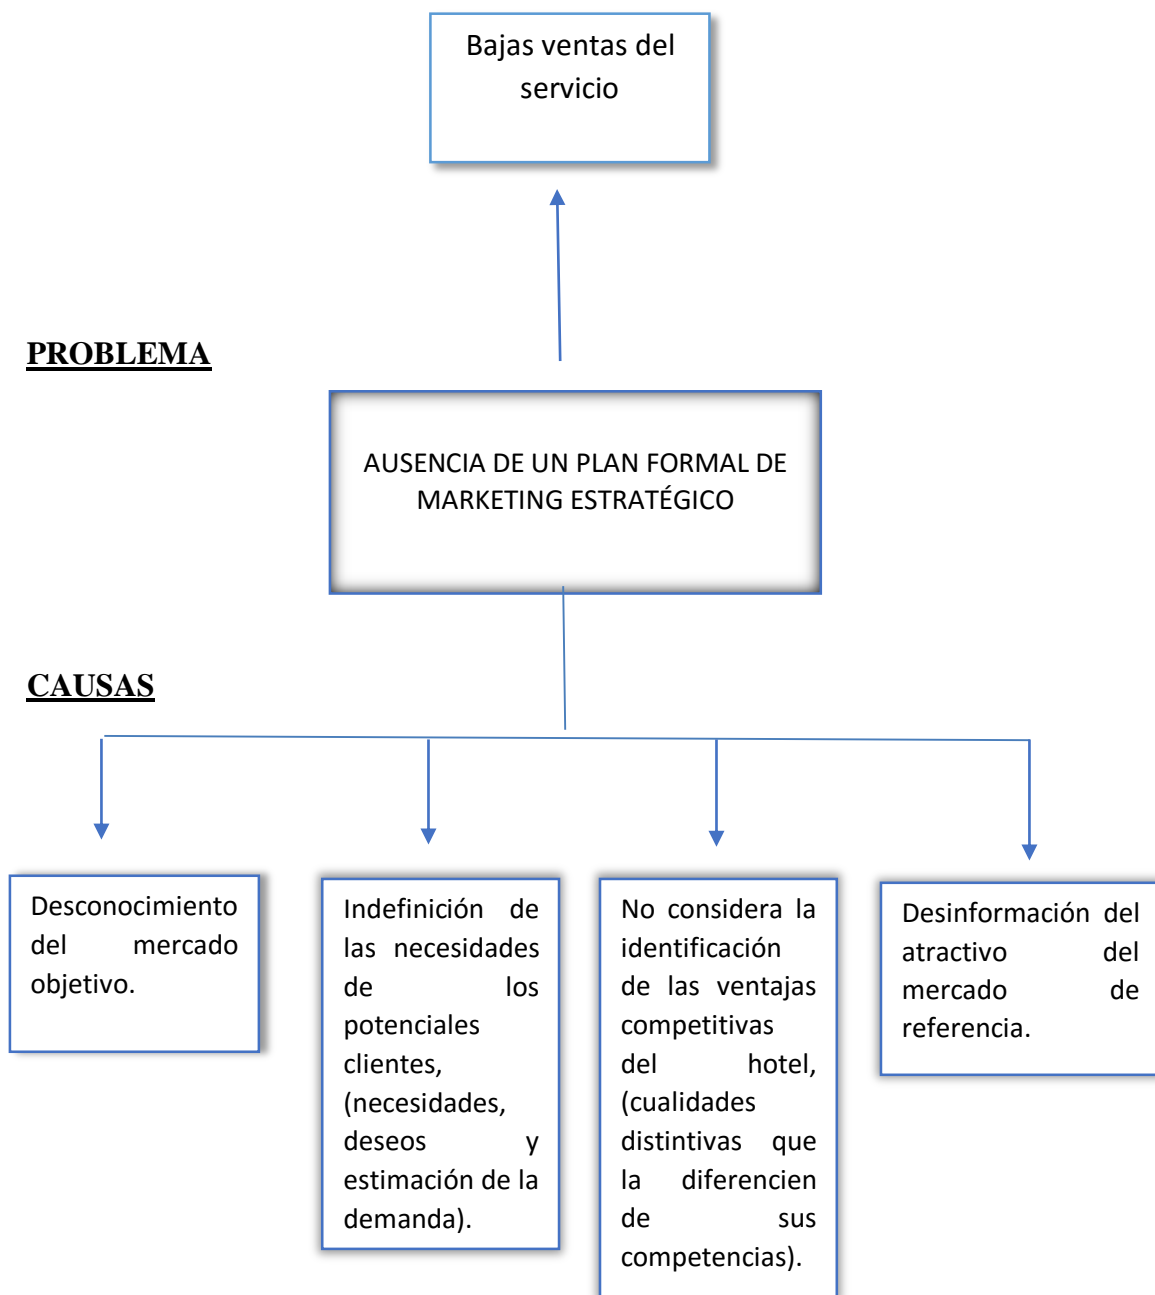 Bajas ventas del
servicio
PROBLEMA
AUSENCIA DE UN PLAN FORMAL DE
MARKETING ESTRATÉGICO
CAUSAS
Desconocimiento
del mercado
objetivo.
Indefinición de
las necesidades
de los
potenciales
clientes,
(necesidades,
deseos y
estimación de la
demanda).
No considera la
identificación
de las ventajas
competitivas
del hotel,
(cualidades
distintivas que
la diferencien
de sus
competencias).
Desinformación del
atractivo del
mercado de
referencia.